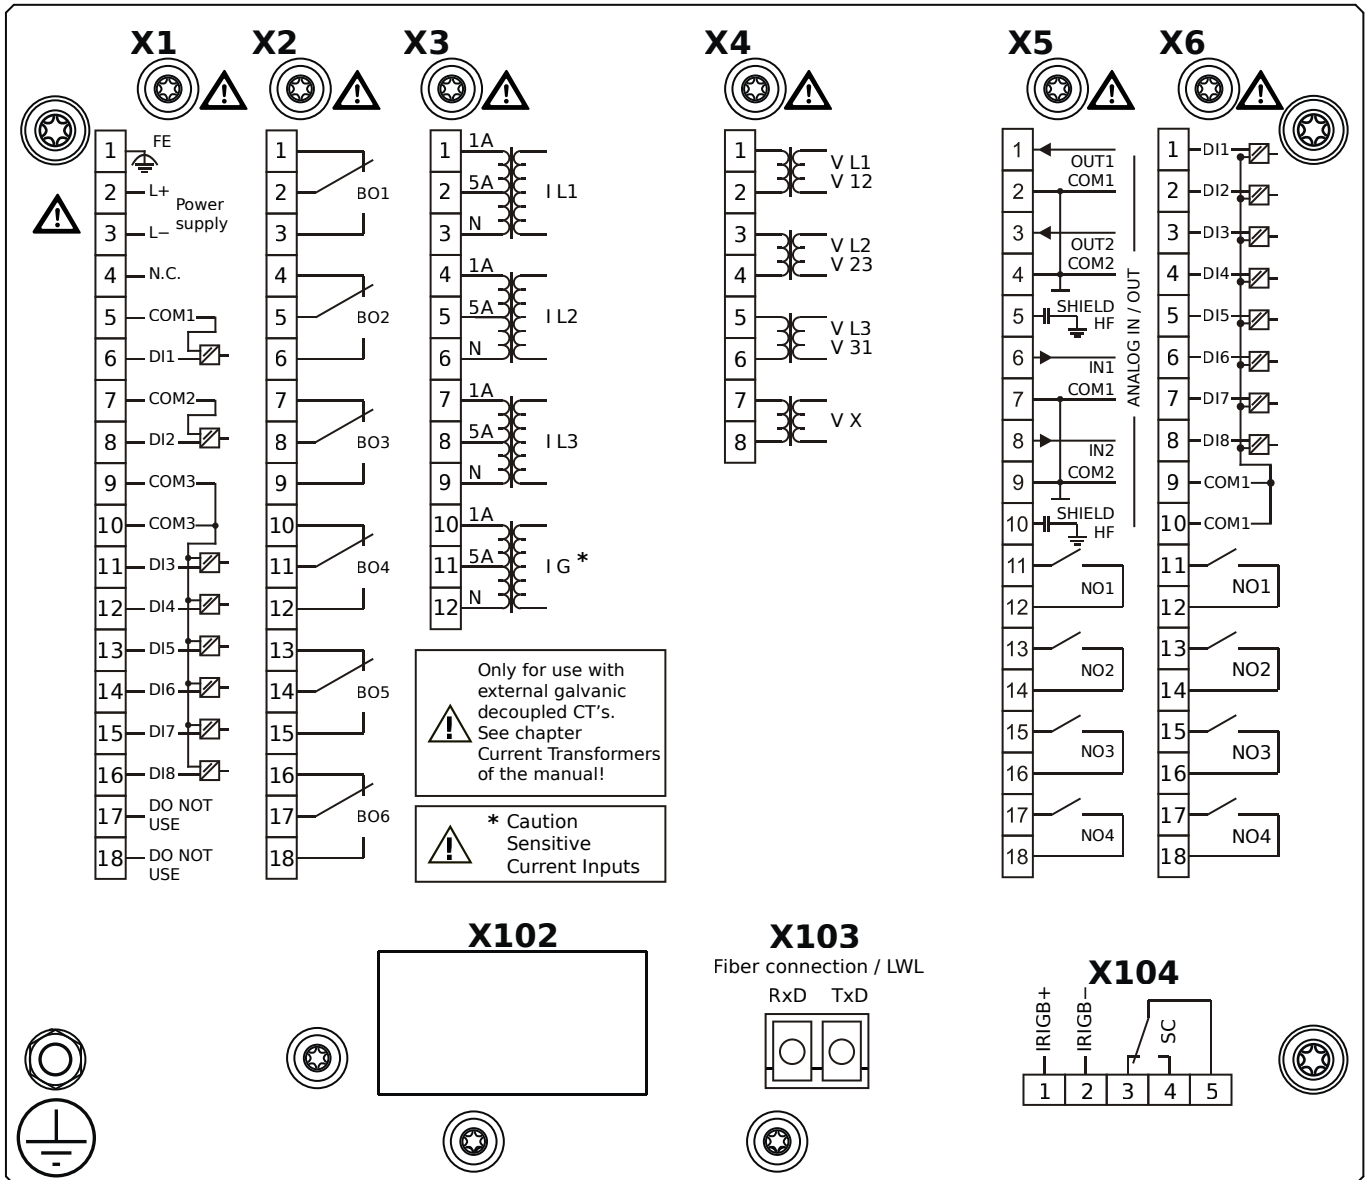 X1
X2
X3
X4
X5
X6
1 FE
2 L+
Power
supply
3 L−
4 N.C.
5 COM1
6 DI1
7 COM2
8 DI2
9 COM3
10 COM3
11 DI3
12 DI4
13 DI5
14 DI6
15 DI7
16 DI8
17 DO NOT
USE
18 DO NOT
USE
1
2 BO1
3
4
5 BO2
6
7
8 BO3
9
10
11 BO4
12
13
14 BO5
15
16
17 BO6
18
1 1A
2 5A I L1
3 N
4 1A
5 5A I L2
6 N
7 1A
8 5A I L3
9 N
10 1A
11 5A I G *
12 N
Only for use with
external galvanic
decoupled CT's.
See chapter
Current Transformers
of the manual!
* Caution
Sensitive
Current Inputs
1 V L1
2 V 12
3 V L2
4 V 23
5 V L3
6 V 31
7 V X
8
1 OUT1
2 COM1
3 OUT2
4 COM2
5 SHIELD
HF
6 IN1
7 COM1
8 IN2
9 COM2
10 SHIELD
HF
ANALOG IN / OUT
11
NO1
12
13
NO2
14
15
NO3
16
17
NO4
18
1 DI1
2 DI2
3 DI3
4 DI4
5 DI5
6 DI6
7 DI7
8 DI8
9 COM1
10 COM1
11
NO1
12
13
NO2
14
15
NO3
16
17
NO4
18
X102
X103
Fiber connection / LWL
RxD TxD
X104
IRIGB+
IRIGB−
SC
1 2 3 4 5